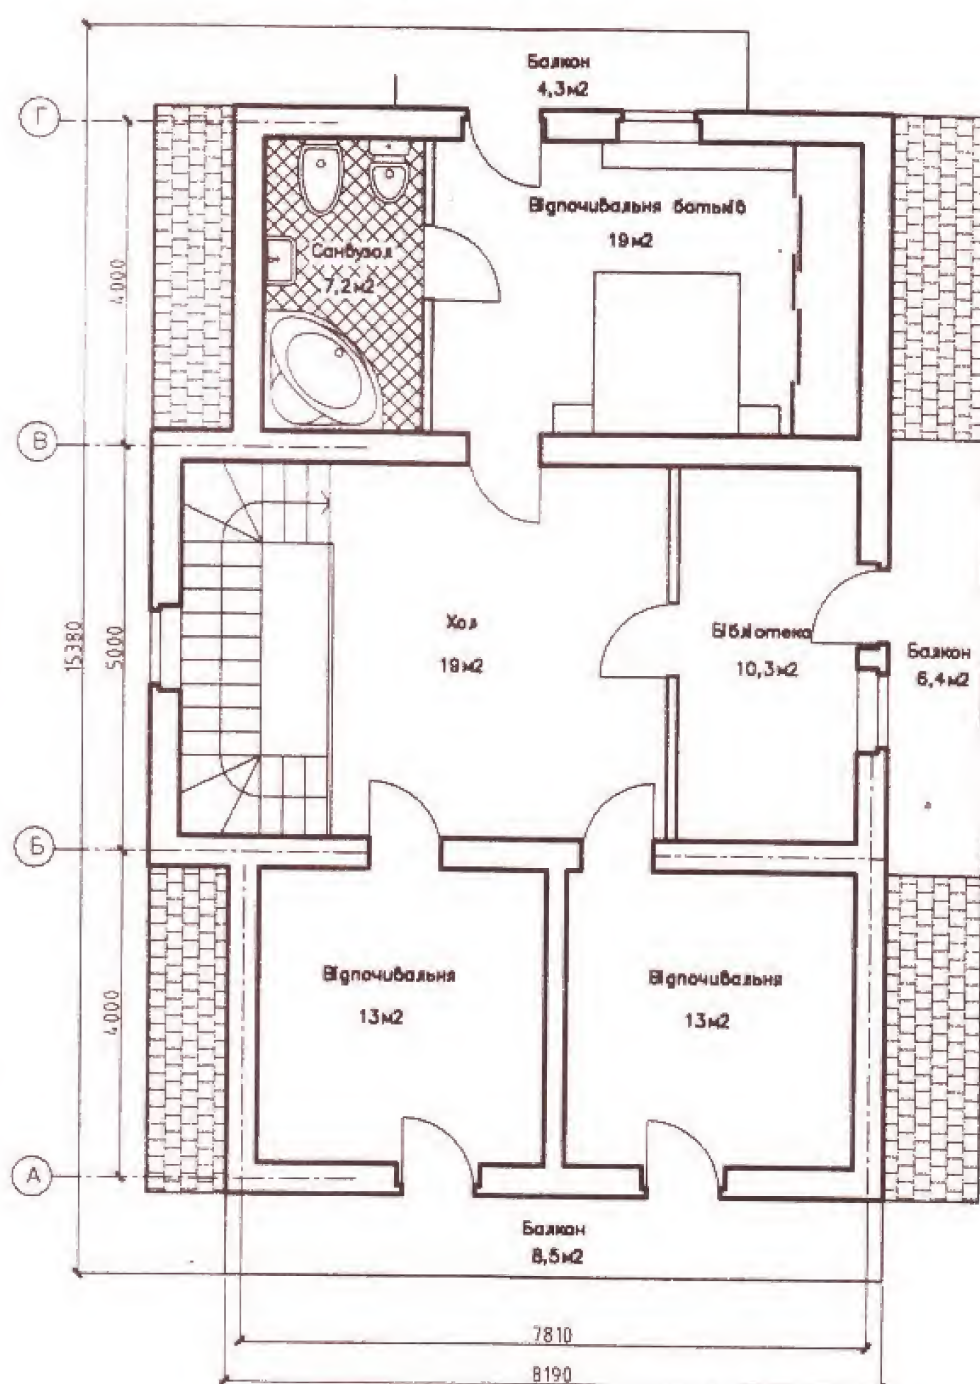 Балкон
4,3м2
Г
Відпочивальня батьків
19м2
Санвузол
7,2м2
4000
В
Хол
19м2
Бібліотека
10,3м2
Балкон
6,4м2
15380
5000
Б
Відпочивальня
13м2
Відпочивальня
13м2
4000
А
Балкон
8,5м2
7810
8190